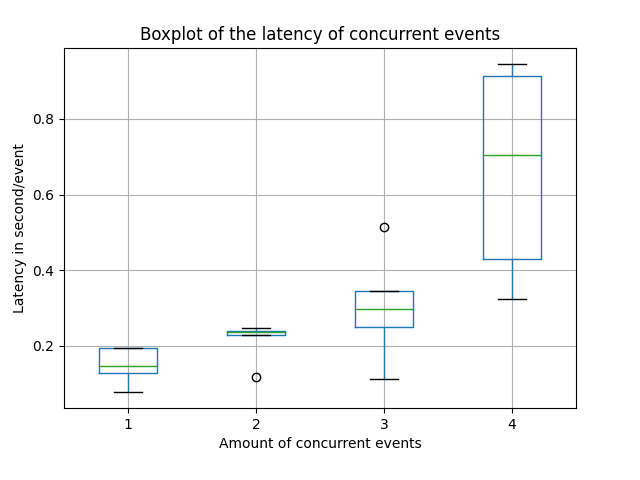 Boxplot of the latency of concurrent events
Latency in second/event
0.8
0.6
0.4
0.2
1 2 3 4
Amount of concurrent events